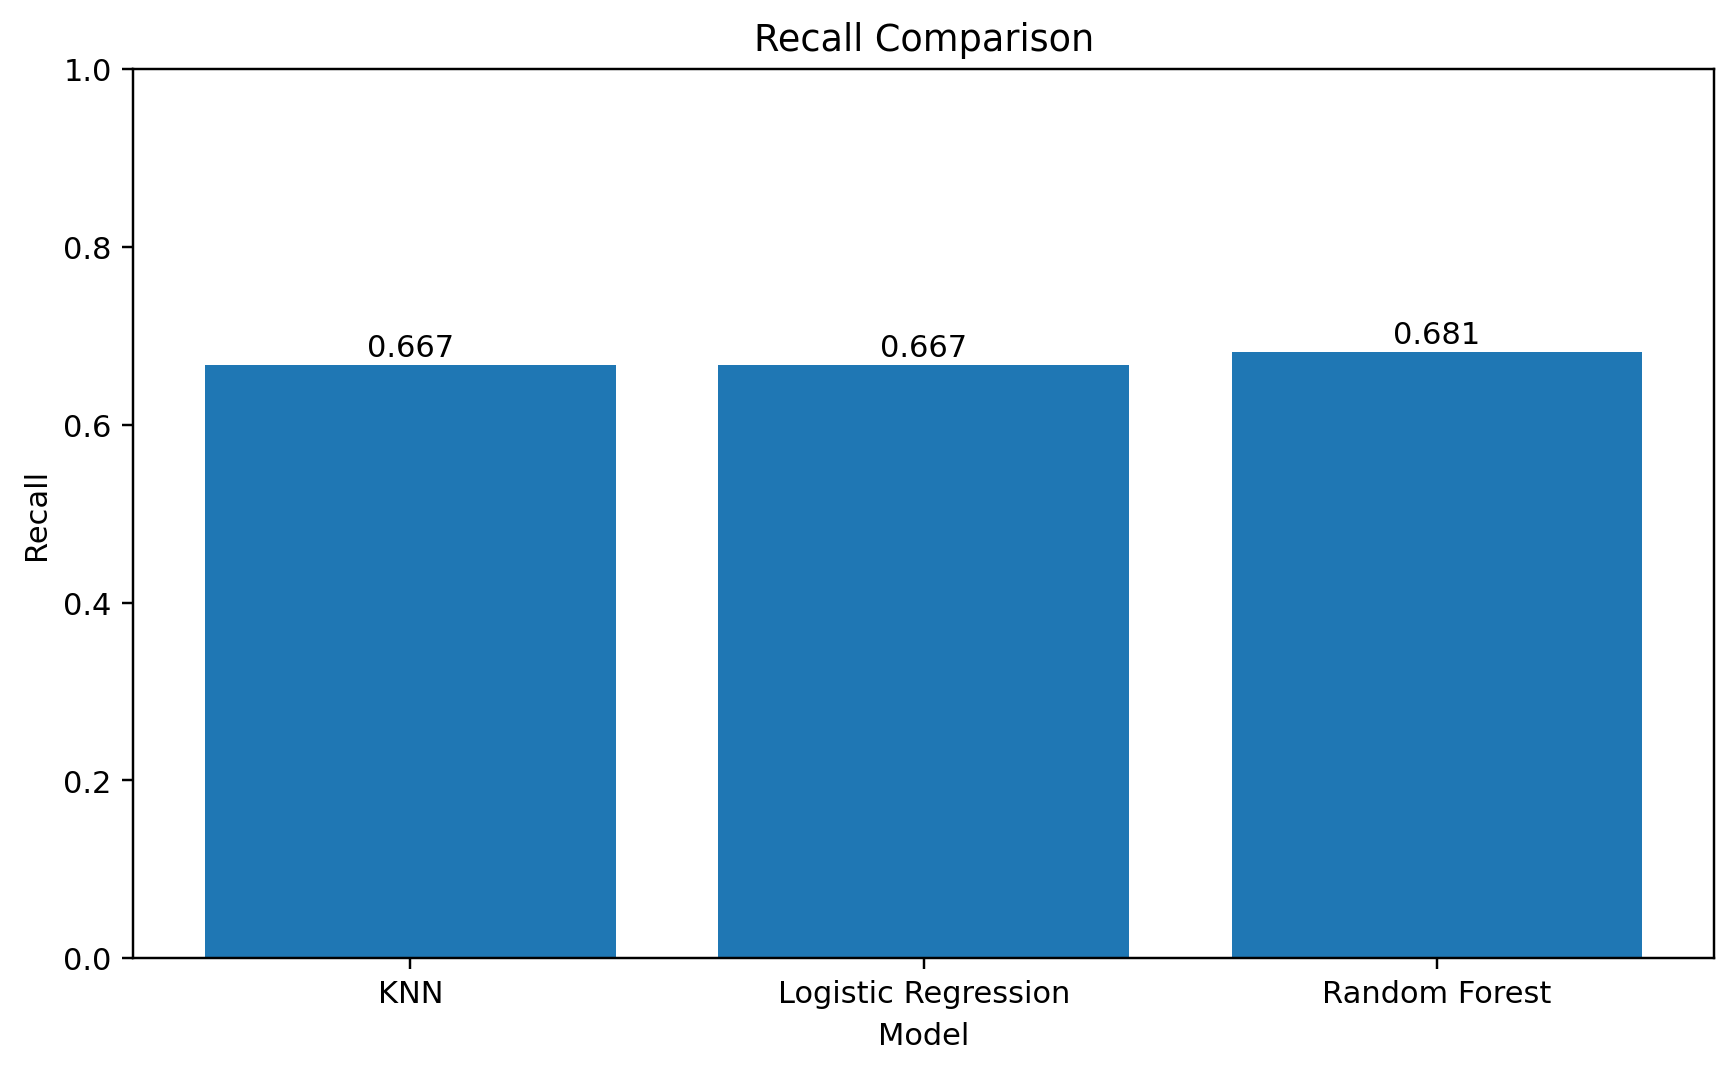 Recall Comparison
1.0
0.8
0.6
0.4
0.2
0.0
Recall
0.667
0.667
0.681
KNN
Logistic Regression
Random Forest
Model